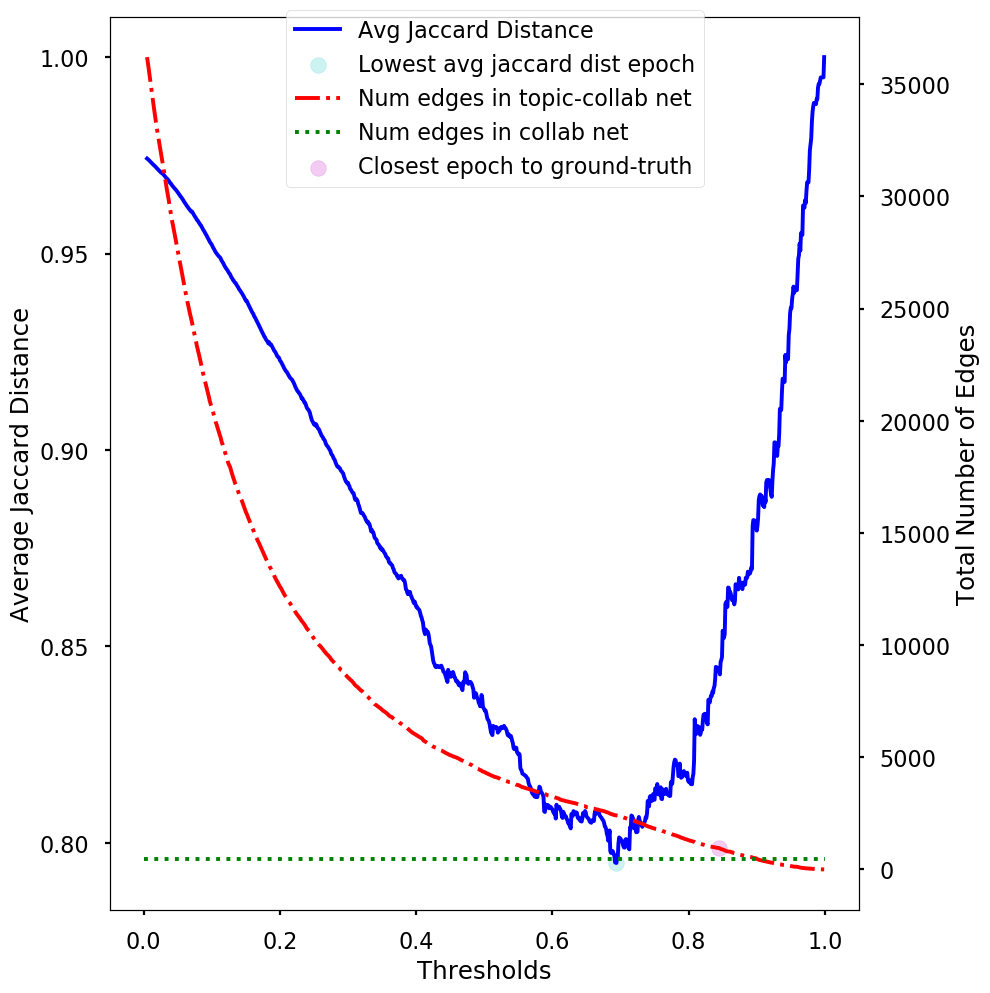 Avg Jaccard Distance
Lowest avg jaccard dist epoch
Num edges in topic-collab net
Num edges in collab net
Closest epoch to ground-truth
1.00
0.95
0.90
0.85
0.80
Average Jaccard Distance
35000
30000
25000
20000
15000
10000
5000
0
Total Number of Edges
0.0 0.2 0.4 0.6 0.8 1.0
Thresholds